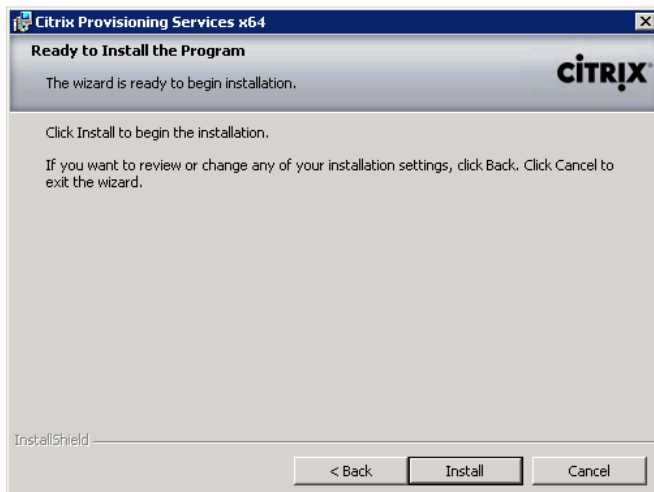 Citrix Provisioning Services x64
Ready to Install the Program
The wizard is ready to begin installation.
CİTRIX
Click Install to begin the installation.
If you want to review or change any of your installation settings, click Back. Click Cancel to
exit the wizard.
InstallShield
< Back
Install
Cancel